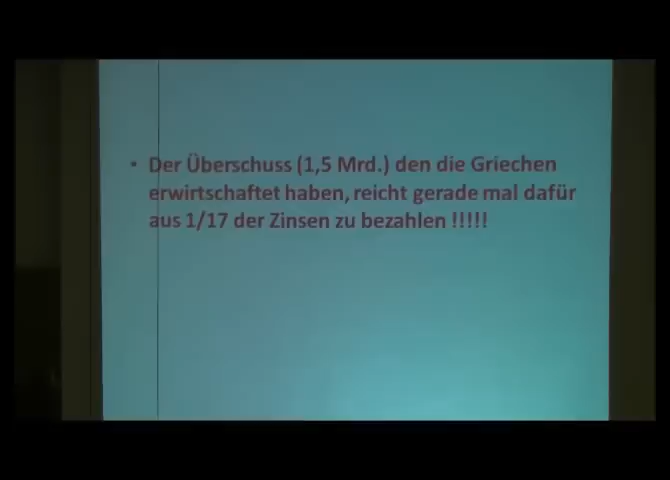 • Der Überschuss (1,5 Mrd.) den die Griechen
erwirtschaftet haben, reicht gerade mal dafür
aus 1/17 der Zinsen zu bezahlen !!!!!